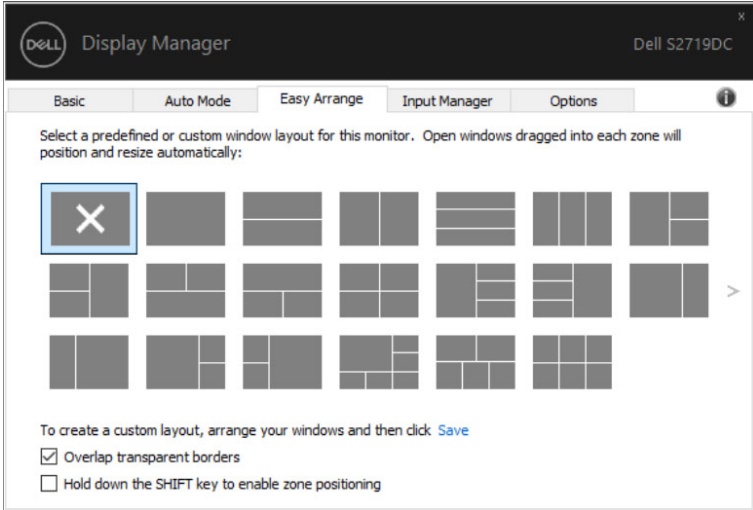 x
DELL Display Manager Dell S2719DC
Basic Auto Mode Easy Arrange Input Manager Options i
Select a predefined or custom window layout for this monitor. Open windows dragged into each zone will
position and resize automatically:
>
To create a custom layout, arrange your windows and then click Save
Overlap transparent borders
Hold down the SHIFT key to enable zone positioning